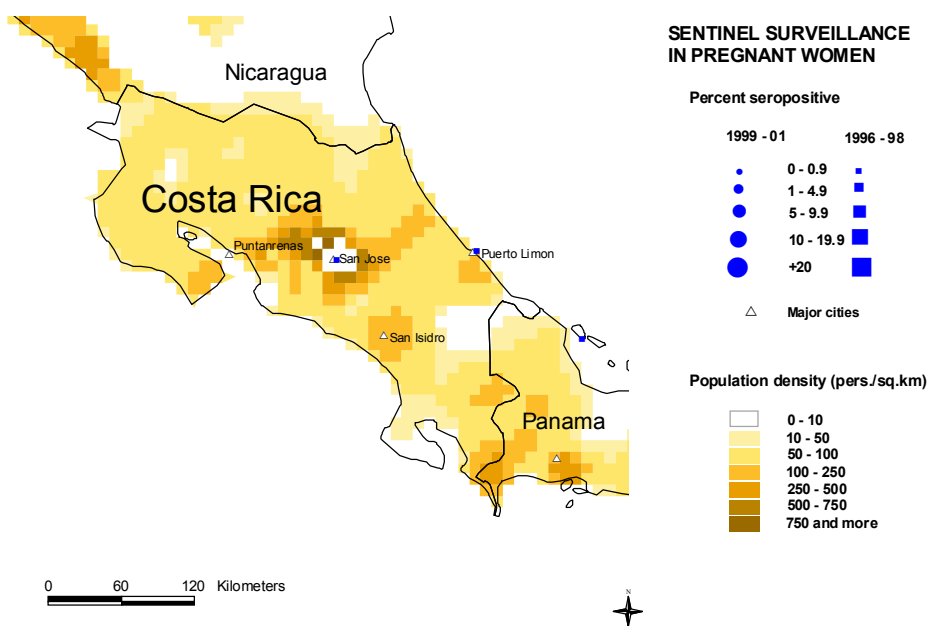 SENTINEL SURVEILLANCE
IN PREGNANT WOMEN
Percent seropositive
1999 - 01
1996 - 98
0 - 0.9
1 - 4.9
5 - 9.9
10 - 19.9
+20
Major cities
Population density (pers./sq.km)
0 - 10
10 - 50
50 - 100
100 - 250
250 - 500
500 - 750
750 and more
Nicaragua
Costa Rica
Puntanrenas
San Jose
Puerto Limon
San Isidro
Panama
0 60 120 Kilometers
N